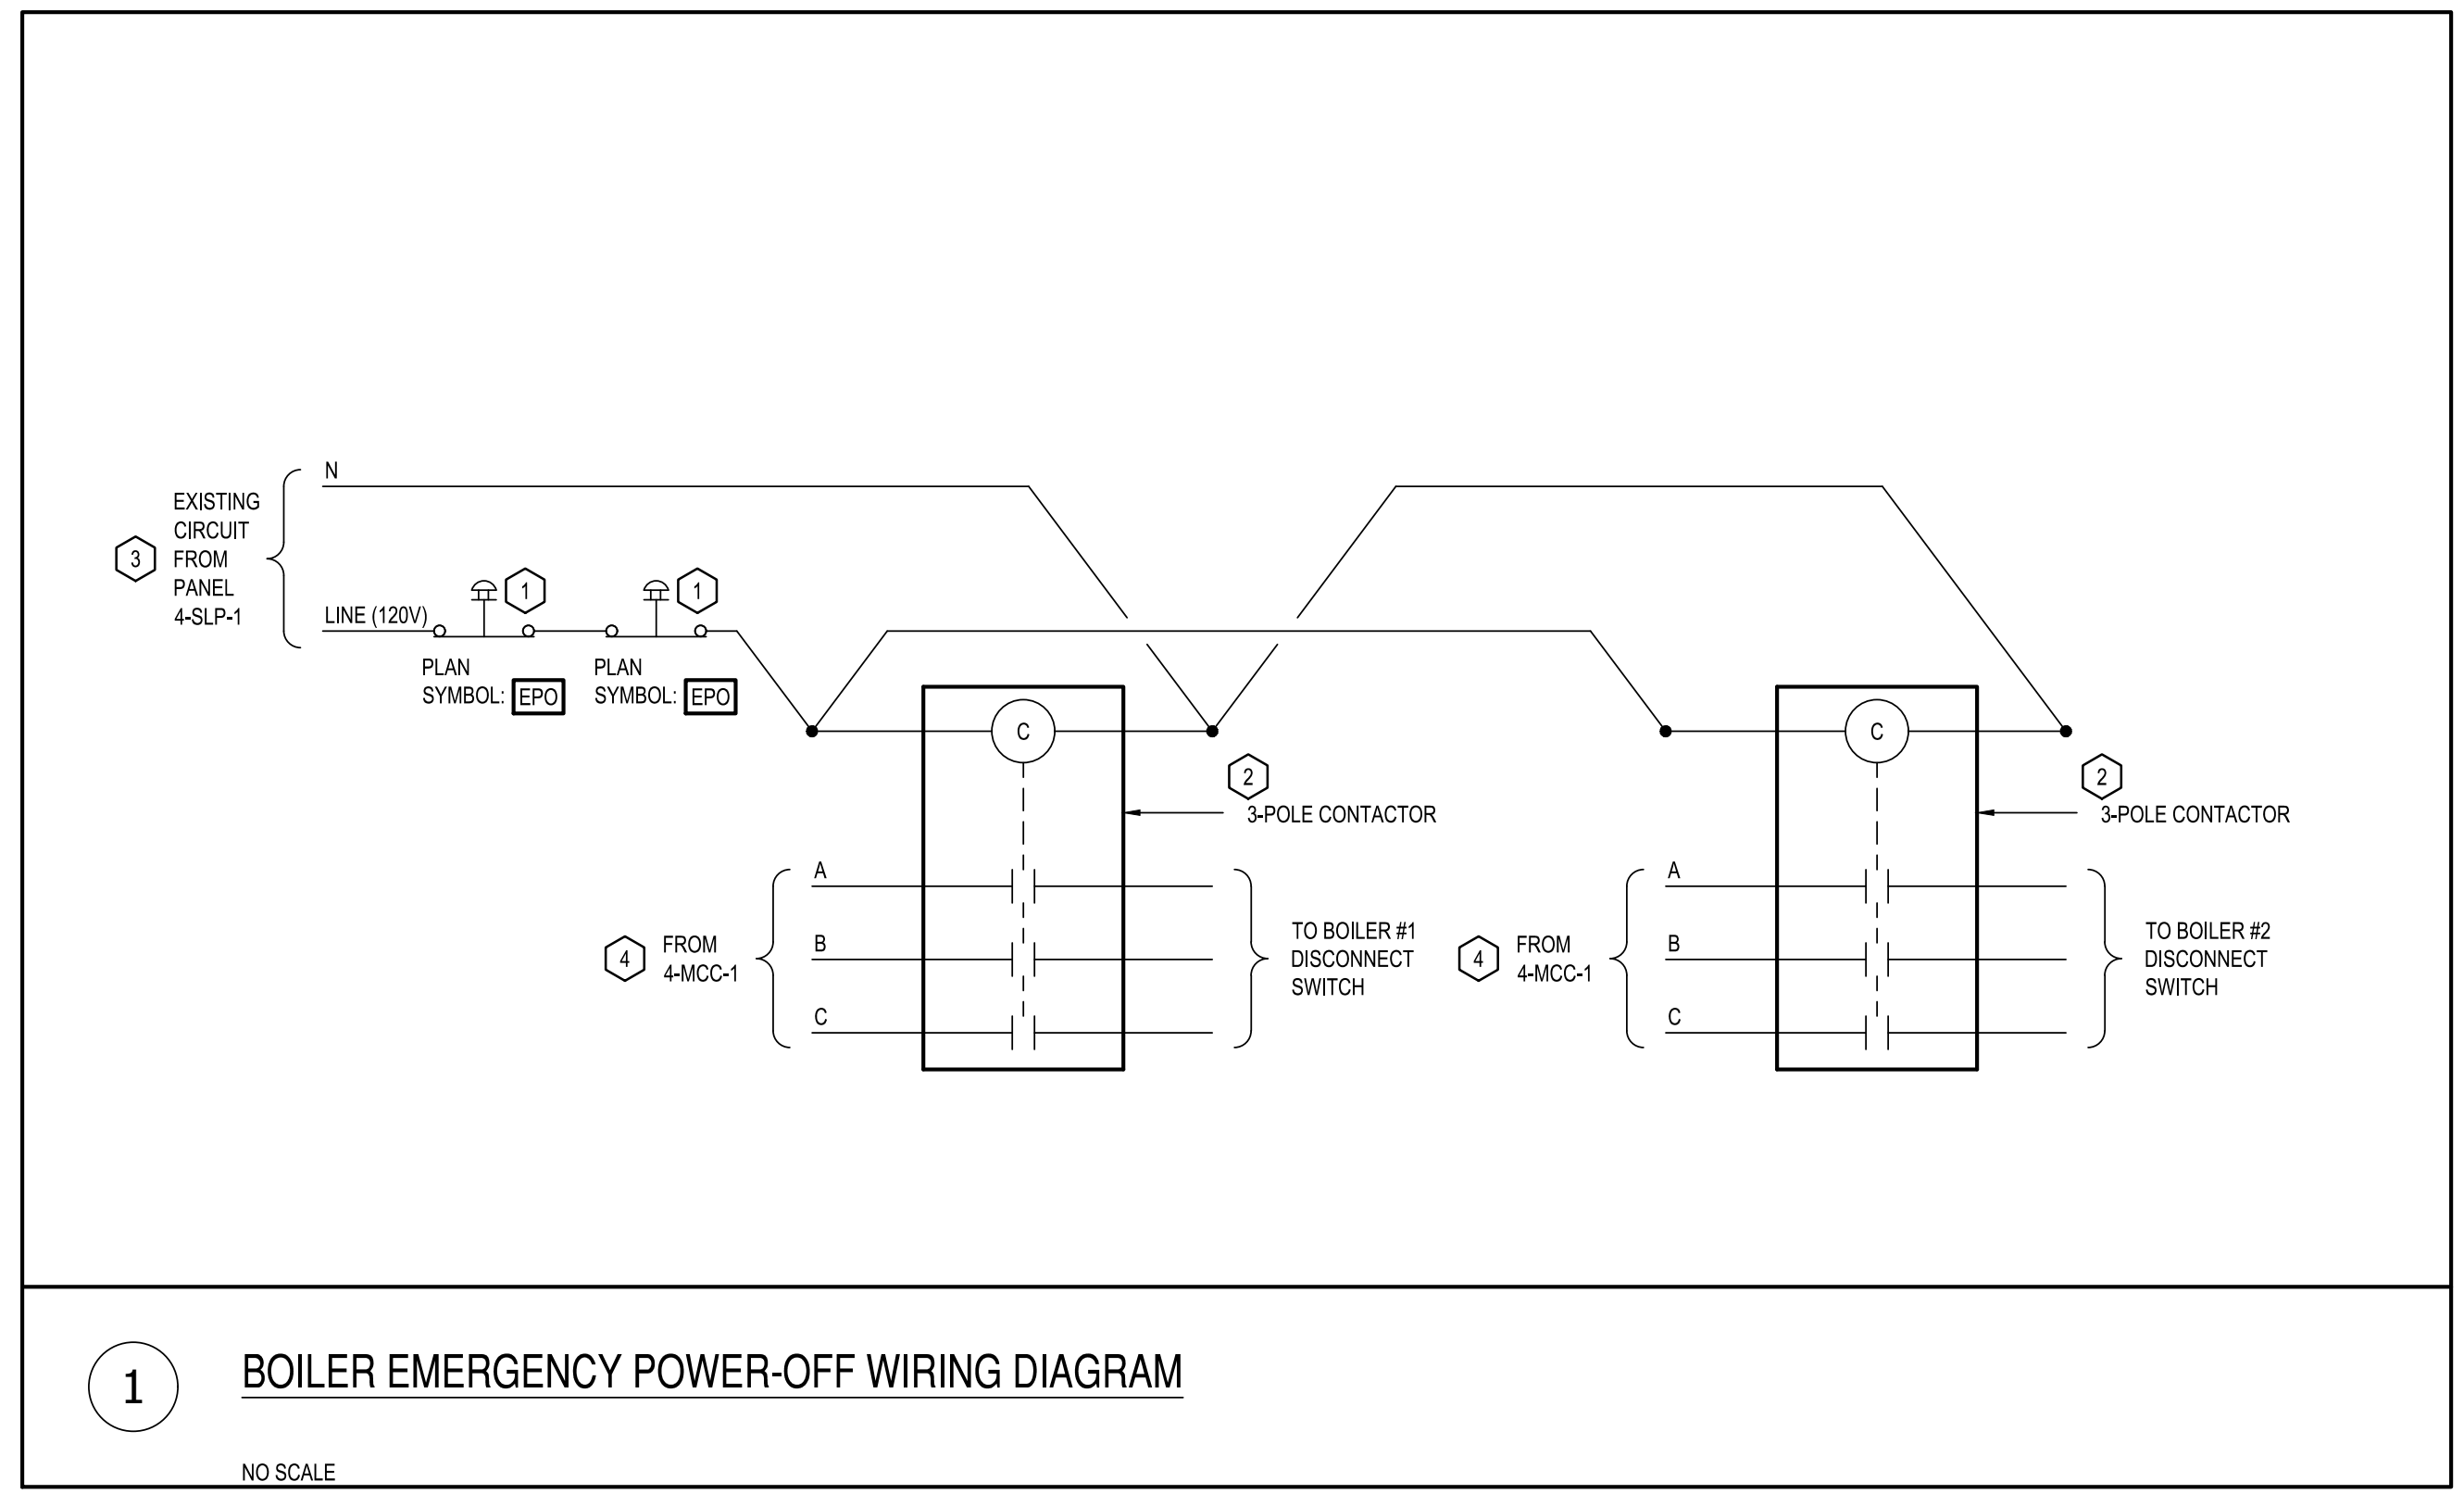 N
EXISTING
CIRCUIT
FROM
PANEL
4-SLP-1
3
LINE (120V)
1
1
PLAN
SYMBOL: EPO
PLAN
SYMBOL: EPO
C
C
2
3-POLE CONTACTOR
2
3-POLE CONTACTOR
4
FROM
4-MCC-1
A
B
C
TO BOILER #1
DISCONNECT
SWITCH
4
FROM
4-MCC-1
A
B
C
TO BOILER #2
DISCONNECT
SWITCH
1
BOILER EMERGENCY POWER-OFF WIRING DIAGRAM
NO SCALE